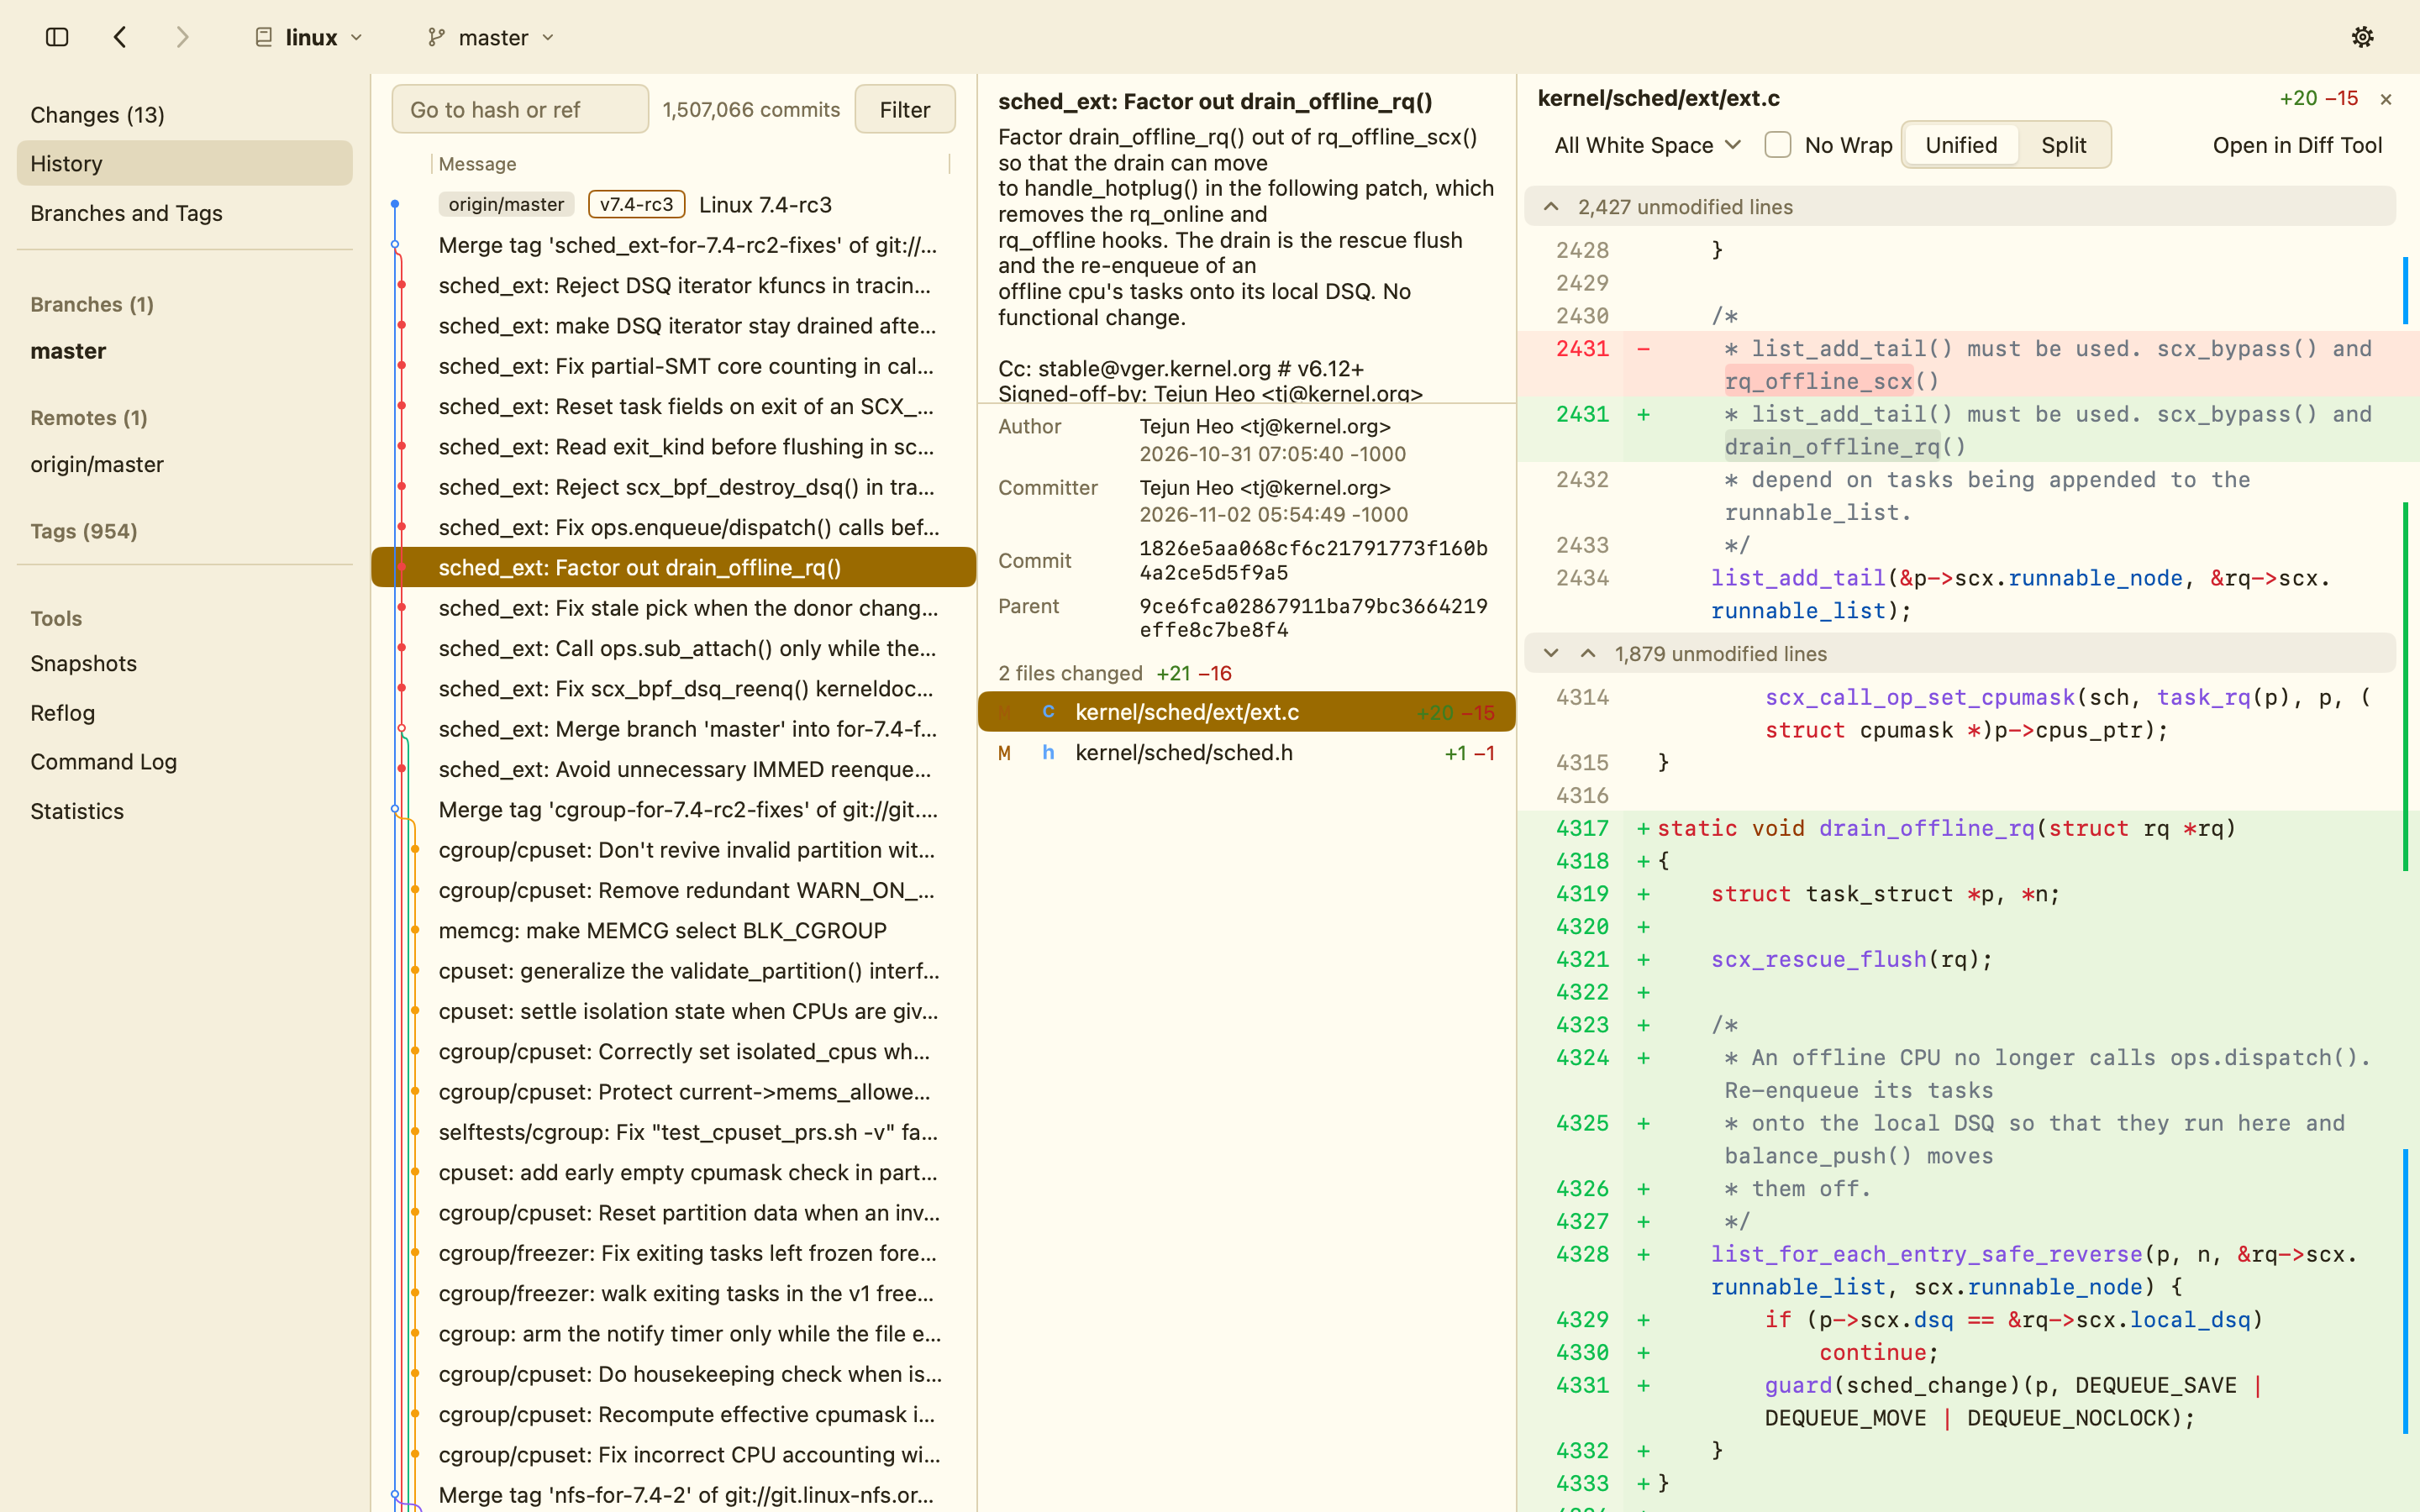 linux
master
Changes (13)
History
Branches and Tags
Branches (1)
master
Remotes (1)
origin/master
Tags (954)
Tools
Snapshots
Reflog
Command Log
Statistics
Go to hash or ref
1,507,066 commits
Filter
Message
origin/master v7.4-rc3 Linux 7.4-rc3
Merge tag 'sched_ext-for-7.4-rc2-fixes' of git://...
sched_ext: Reject DSQ iterator kfuncs in tracin...
sched_ext: make DSQ iterator stay drained afte...
sched_ext: Fix partial-SMT core counting in cal...
sched_ext: Reset task fields on exit of an SCX_...
sched_ext: Read exit_kind before flushing in sc...
sched_ext: Reject scx_bpf_destroy_dsq() in tra...
sched_ext: Fix ops.enqueue/dispatch() calls bef...
sched_ext: Factor out drain_offline_rq()
sched_ext: Fix stale pick when the donor chang...
sched_ext: Call ops.sub_attach() only while the...
sched_ext: Fix scx_bpf_dsq_reenq() kerneldoc...
sched_ext: Merge branch 'master' into for-7.4-f...
sched_ext: Avoid unnecessary IMMED reenque...
Merge tag 'cgroup-for-7.4-rc2-fixes' of git://git....
cgroup/cpuset: Don't revive invalid partition wit...
cgroup/cpuset: Remove redundant WARN_ON_...
memcg: make MEMCG select BLK_CGROUP
cpuset: generalize the validate_partition() interf...
cpuset: settle isolation state when CPUs are giv...
cgroup/cpuset: Correctly set isolated_cpus wh...
cgroup/cpuset: Protect current->mems_allowe...
selftests/cgroup: Fix "test_cpuset_prs.sh -v" fa...
cpuset: add early empty cpumask check in part...
cgroup/cpuset: Reset partition data when an inv...
cgroup/freezer: Fix exiting tasks left frozen fore...
cgroup/freezer: walk exiting tasks in the v1 free...
cgroup: arm the notify timer only while the file e...
cgroup/cpuset: Do housekeeping check when is...
cgroup/cpuset: Recompute effective cpumask i...
cgroup/cpuset: Fix incorrect CPU accounting wi...
Merge tag 'nfs-for-7.4-2' of git://git.linux-nfs.or...
sched_ext: Factor out drain_offline_rq()
Factor drain_offline_rq() out of rq_offline_scx()
so that the drain can move
to handle_hotplug() in the following patch, which
removes the rq_online and
rq_offline hooks. The drain is the rescue flush
and the re-enqueue of an
offline cpu's tasks onto its local DSQ. No
functional change.
Cc: stable@vger.kernel.org # v6.12+
Signed-off-by: Tejun Heo <tj@kernel.org>
Author Tejun Heo <tj@kernel.org>
2026-10-31 07:05:40 -1000
Committer Tejun Heo <tj@kernel.org>
2026-11-02 05:54:49 -1000
Commit 1826e5aa068cf6c21791773f160b
4a2ce5d5f9a5
Parent 9ce6fca02867911ba79bc3664219
effe8c7be8f4
2 files changed +21 −16
M C kernel/sched/ext/ext.c +20 −15
M h kernel/sched/sched.h +1 −1
kernel/sched/ext/ext.c +20 −15 ×
All White Space No Wrap Unified Split Open in Diff Tool
2,427 unmodified lines
2428 }
2429
2430 /*
2431 − * list_add_tail() must be used. scx_bypass() and
rq_offline_scx()
2431 + * list_add_tail() must be used. scx_bypass() and
drain_offline_rq()
2432 * depend on tasks being appended to the
runnable_list.
2433 */
2434 list_add_tail(&p->scx.runnable_node, &rq->scx.
runnable_list);
1,879 unmodified lines
4314 scx_call_op_set_cpumask(sch, task_rq(p), p, (
struct cpumask *)p->cpus_ptr);
4315 }
4316
4317 + static void drain_offline_rq(struct rq *rq)
4318 + {
4319 + struct task_struct *p, *n;
4320 +
4321 + scx_rescue_flush(rq);
4322 +
4323 + /*
4324 + * An offline CPU no longer calls ops.dispatch().
Re-enqueue its tasks
4325 + * onto the local DSQ so that they run here and
balance_push() moves
4326 + * them off.
4327 + */
4328 + list_for_each_entry_safe_reverse(p, n, &rq->scx.
runnable_list, scx.runnable_node) {
4329 + if (p->scx.dsq == &rq->scx.local_dsq)
4330 + continue;
4331 + guard(sched_change)(p, DEQUEUE_SAVE |
DEQUEUE_MOVE | DEQUEUE_NOCLOCK);
4332 + }
4333 + }